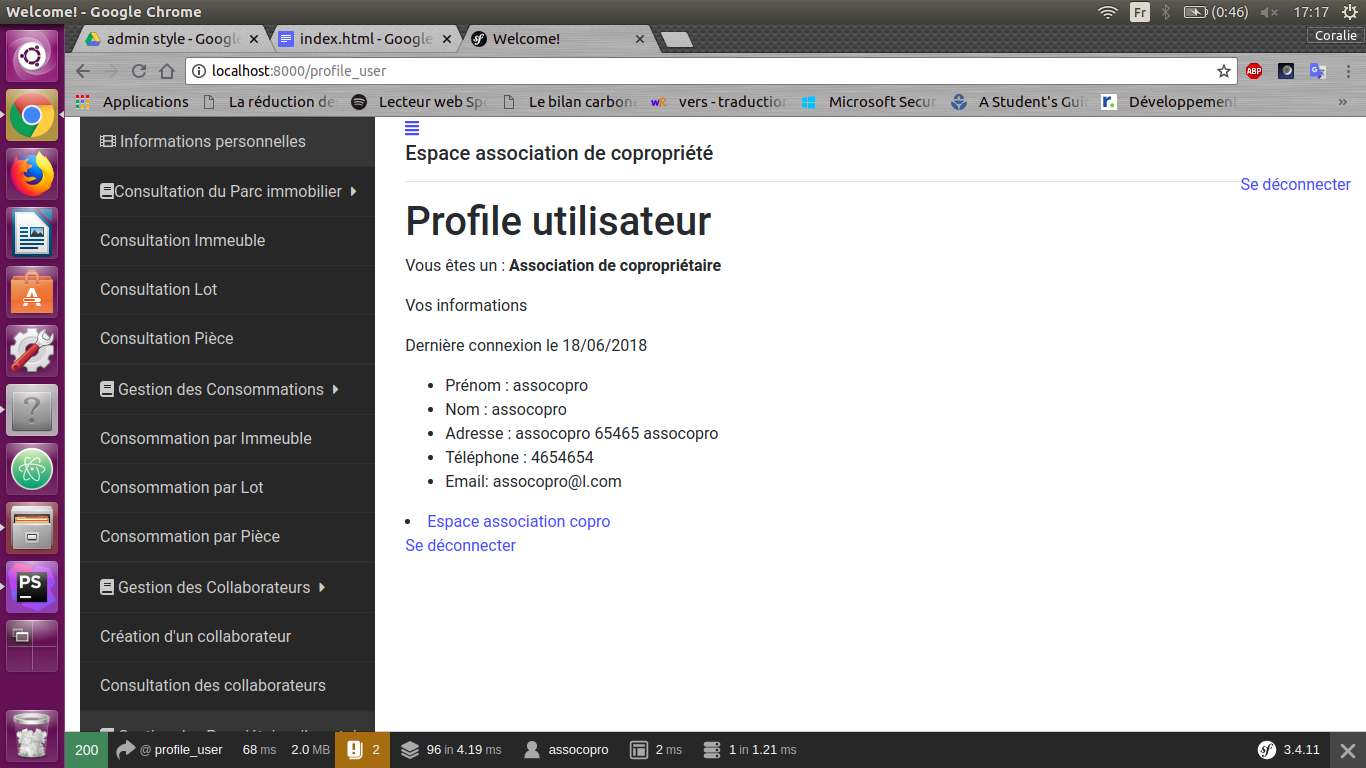 Welcome! - Google Chrome
Fr
(0:46)
17:17
admin style - Google
index.html - Google
Welcome!
Coralie
localhost:8000/profile_user
ABP
Applications
La réduction de
Lecteur web Spo
Le bilan carbone
vers - traduction
Microsoft Secur
A Student's Gui
Développement
»
Informations personnelles
Consultation du Parc immobilier
Consultation Immeuble
Consultation Lot
Consultation Pièce
Gestion des Consommations
Consommation par Immeuble
Consommation par Lot
Consommation par Pièce
Gestion des Collaborateurs
Création d'un collaborateur
Consultation des collaborateurs
Espace association de copropriété
Se déconnecter
Profile utilisateur
Vous êtes un : Association de copropriétaire
Vos informations
Dernière connexion le 18/06/2018
Prénom : assocopro
Nom : assocopro
Adresse : assocopro 65465 assocopro
Téléphone : 4654654
Email: assocopro@l.com
Espace association copro
Se déconnecter
PS
200 @ profile_user 68 ms 2.0 MB 2 96 in 4.19 ms assocopro 2 ms 1 in 1.21 ms sf 3.4.11